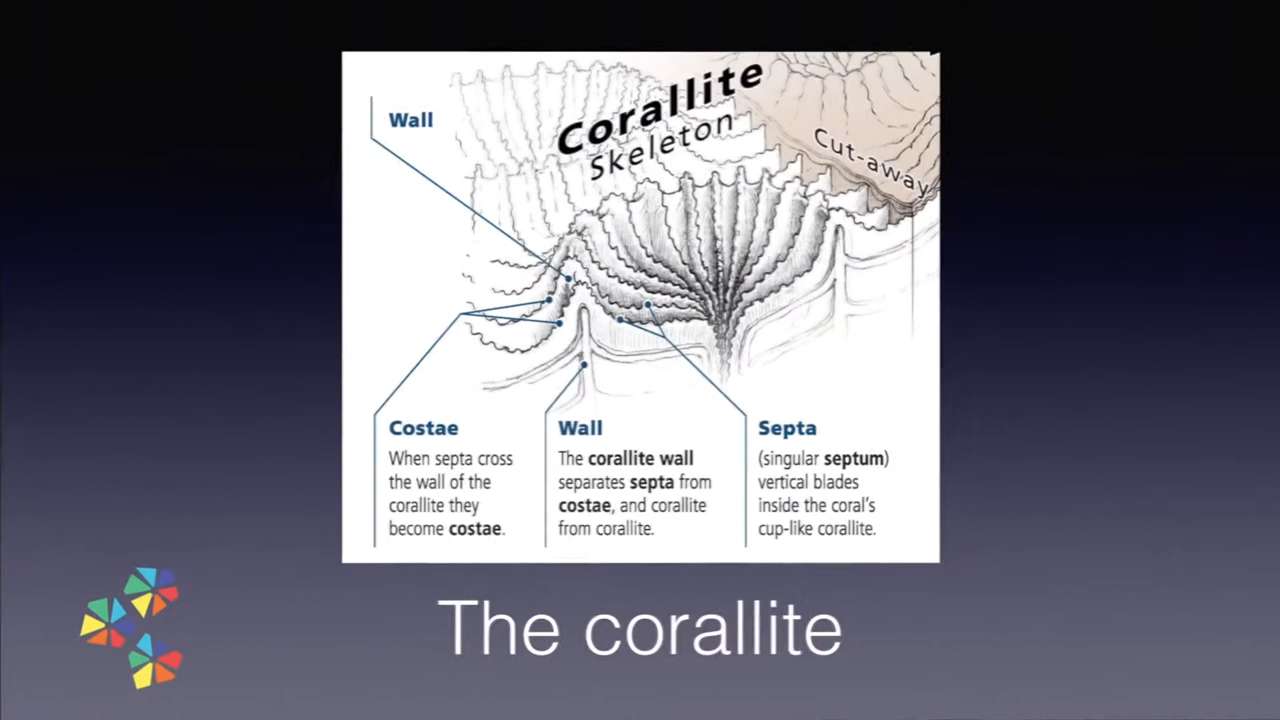 Corallite
Skeleton
Cut-away
Wall
Costae
When septa cross
the wall of the
corallite they
become costae.
Wall
The corallite wall
separates septa from
costae, and corallite
from corallite.
Septa
(singular septum)
vertical blades
inside the coral's
cup-like corallite.
The corallite